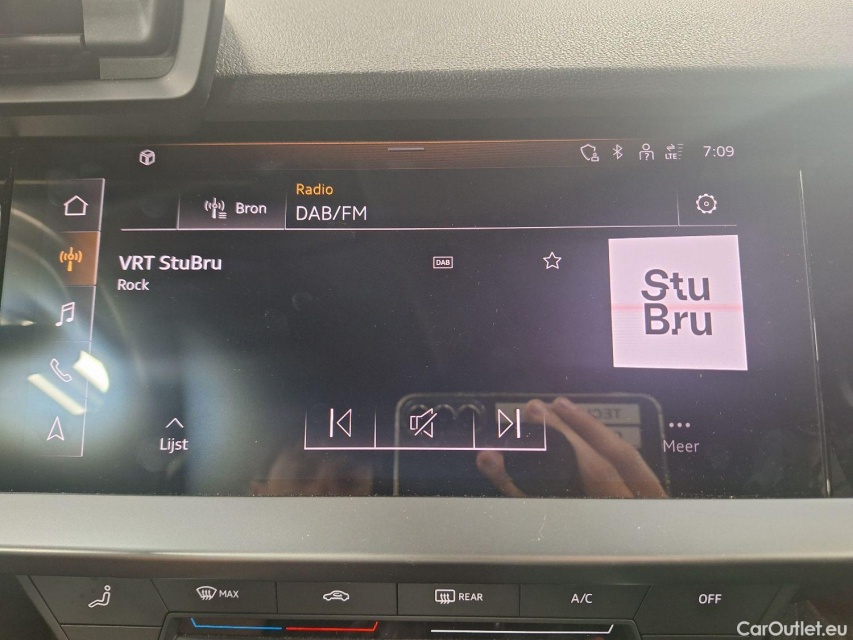 LTE
7:09
Bron
Radio
DAB/FM
VRT StuBru
Rock
DAB
Stu
Bru
Lijst
Meer
MAX
REAR
A/C
OFF
CarOutlet.eu